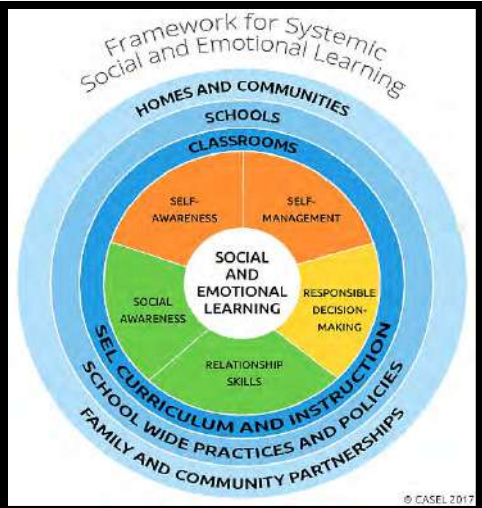 Framework for Systemic
Social and Emotional Learning
HOMES AND COMMUNITIES
SCHOOLS
CLASSROOMS
SELF-
AWARENESS
SELF-
MANAGEMENT
SOCIAL
AND
EMOTIONAL
LEARNING
SOCIAL
AWARENESS
RESPONSIBLE
DECISION-
MAKING
RELATIONSHIP
SKILLS
SEL CURRICULUM AND INSTRUCTION
SCHOOL WIDE PRACTICES AND POLICIES
FAMILY AND COMMUNITY PARTNERSHIPS
© CASEL 2017